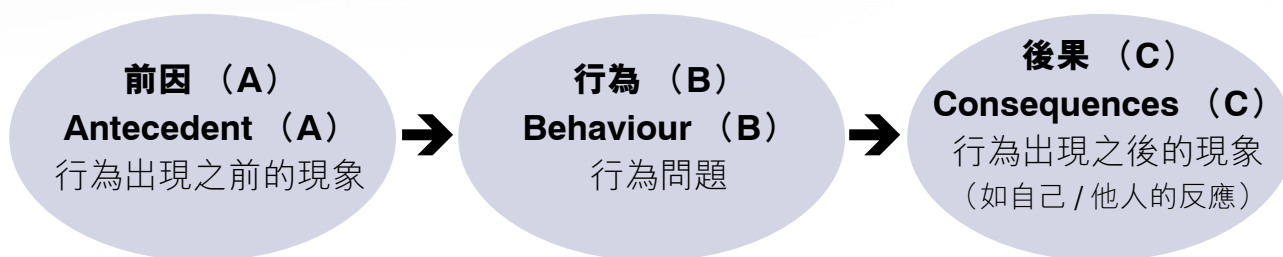 前因 （A）
Antecedent （A）
行為出現之前的現象
行為 （B）
Behaviour （B）
行為問題
後果 （C）
Consequences （C）
行為出現之後的現象
（如自己 / 他人的反應）